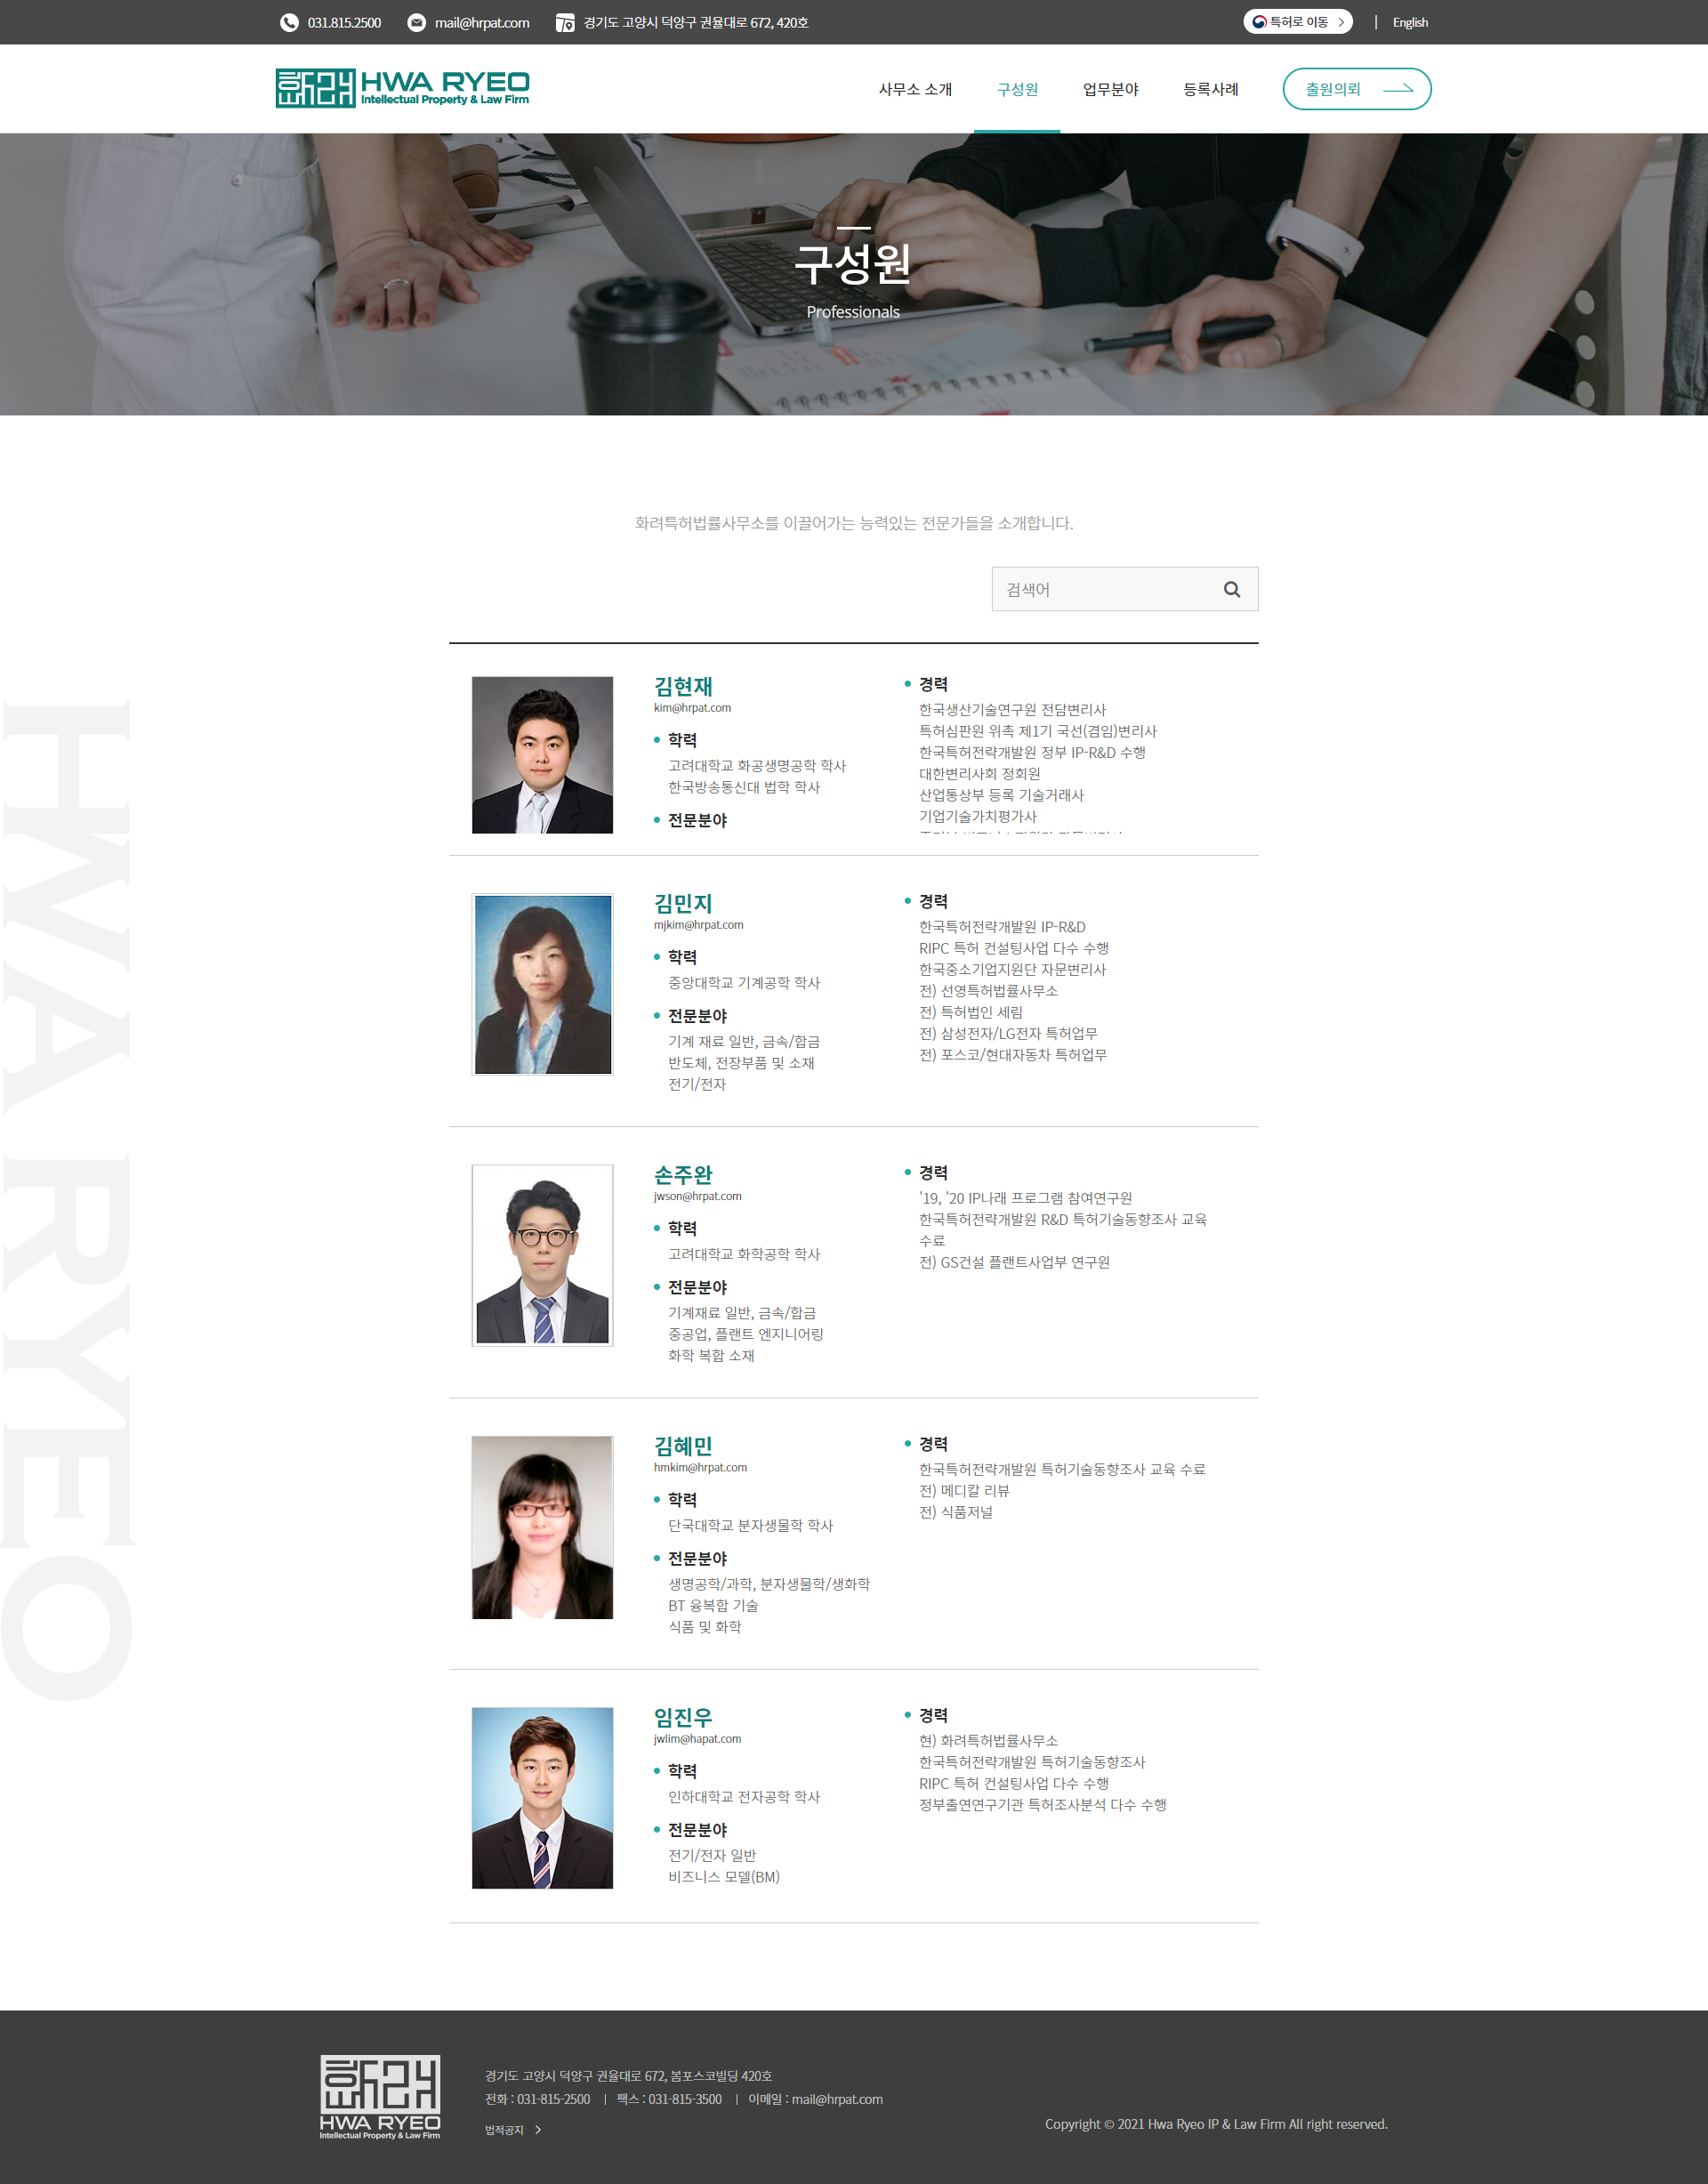 031.815.2500
mail@hrpat.com
경기도 고양시 덕양구 권율대로 672, 420호
특허로 이동
English
화려
HWA RYEO
Intellectual Property & Law Firm
사무소 소개
구성원
업무분야
등록사례
출원의뢰
구성원
Professionals
화려특허법률사무소를 이끌어가는 능력있는 전문가들을 소개합니다.
검색어
HWA RYEO
김현재
kim@hrpat.com
학력
고려대학교 화공생명공학 학사
한국방송통신대 법학 학사
전문분야
경력
한국생산기술연구원 전담변리사
특허심판원 위촉 제1기 국선(겸임)변리사
한국특허전략개발원 정부 IP-R&D 수행
대한변리사회 정회원
산업통상부 등록 기술거래사
기업기술가치평가사
김민지
mjkim@hrpat.com
학력
중앙대학교 기계공학 학사
전문분야
기계 재료 일반, 금속/합금
반도체, 전장부품 및 소재
전기/전자
경력
한국특허전략개발원 IP-R&D
RIPC 특허 컨설팅사업 다수 수행
한국중소기업지원단 자문변리사
전) 선영특허법률사무소
전) 특허법인 세림
전) 삼성전자/LG전자 특허업무
전) 포스코/현대자동차 특허업무
손주완
jwson@hrpat.com
학력
고려대학교 화학공학 학사
전문분야
기계재료 일반, 금속/합금
중공업, 플랜트 엔지니어링
화학 복합 소재
경력
'19, '20 IP나래 프로그램 참여연구원
한국특허전략개발원 R&D 특허기술동향조사 교육
수료
전) GS건설 플랜트사업부 연구원
김혜민
hmkim@hrpat.com
학력
단국대학교 분자생물학 학사
전문분야
생명공학/과학, 분자생물학/생화학
BT 융복합 기술
식품 및 화학
경력
한국특허전략개발원 특허기술동향조사 교육 수료
전) 메디칼 리뷰
전) 식품저널
임진우
jwlim@hapat.com
학력
인하대학교 전자공학 학사
전문분야
전기/전자 일반
비즈니스 모델(BM)
경력
현) 화려특허법률사무소
한국특허전략개발원 특허기술동향조사
RIPC 특허 컨설팅사업 다수 수행
정부출연연구기관 특허조사분석 다수 수행
화려
HWA RYEO
Intellectual Property & Law Firm
경기도 고양시 덕양구 권율대로 672, 봄포스코빌딩 420호
전화 : 031-815-2500 | 팩스 : 031-815-3500 | 이메일 : mail@hrpat.com
법적공지
Copyright © 2021 Hwa Ryeo IP & Law Firm All right reserved.